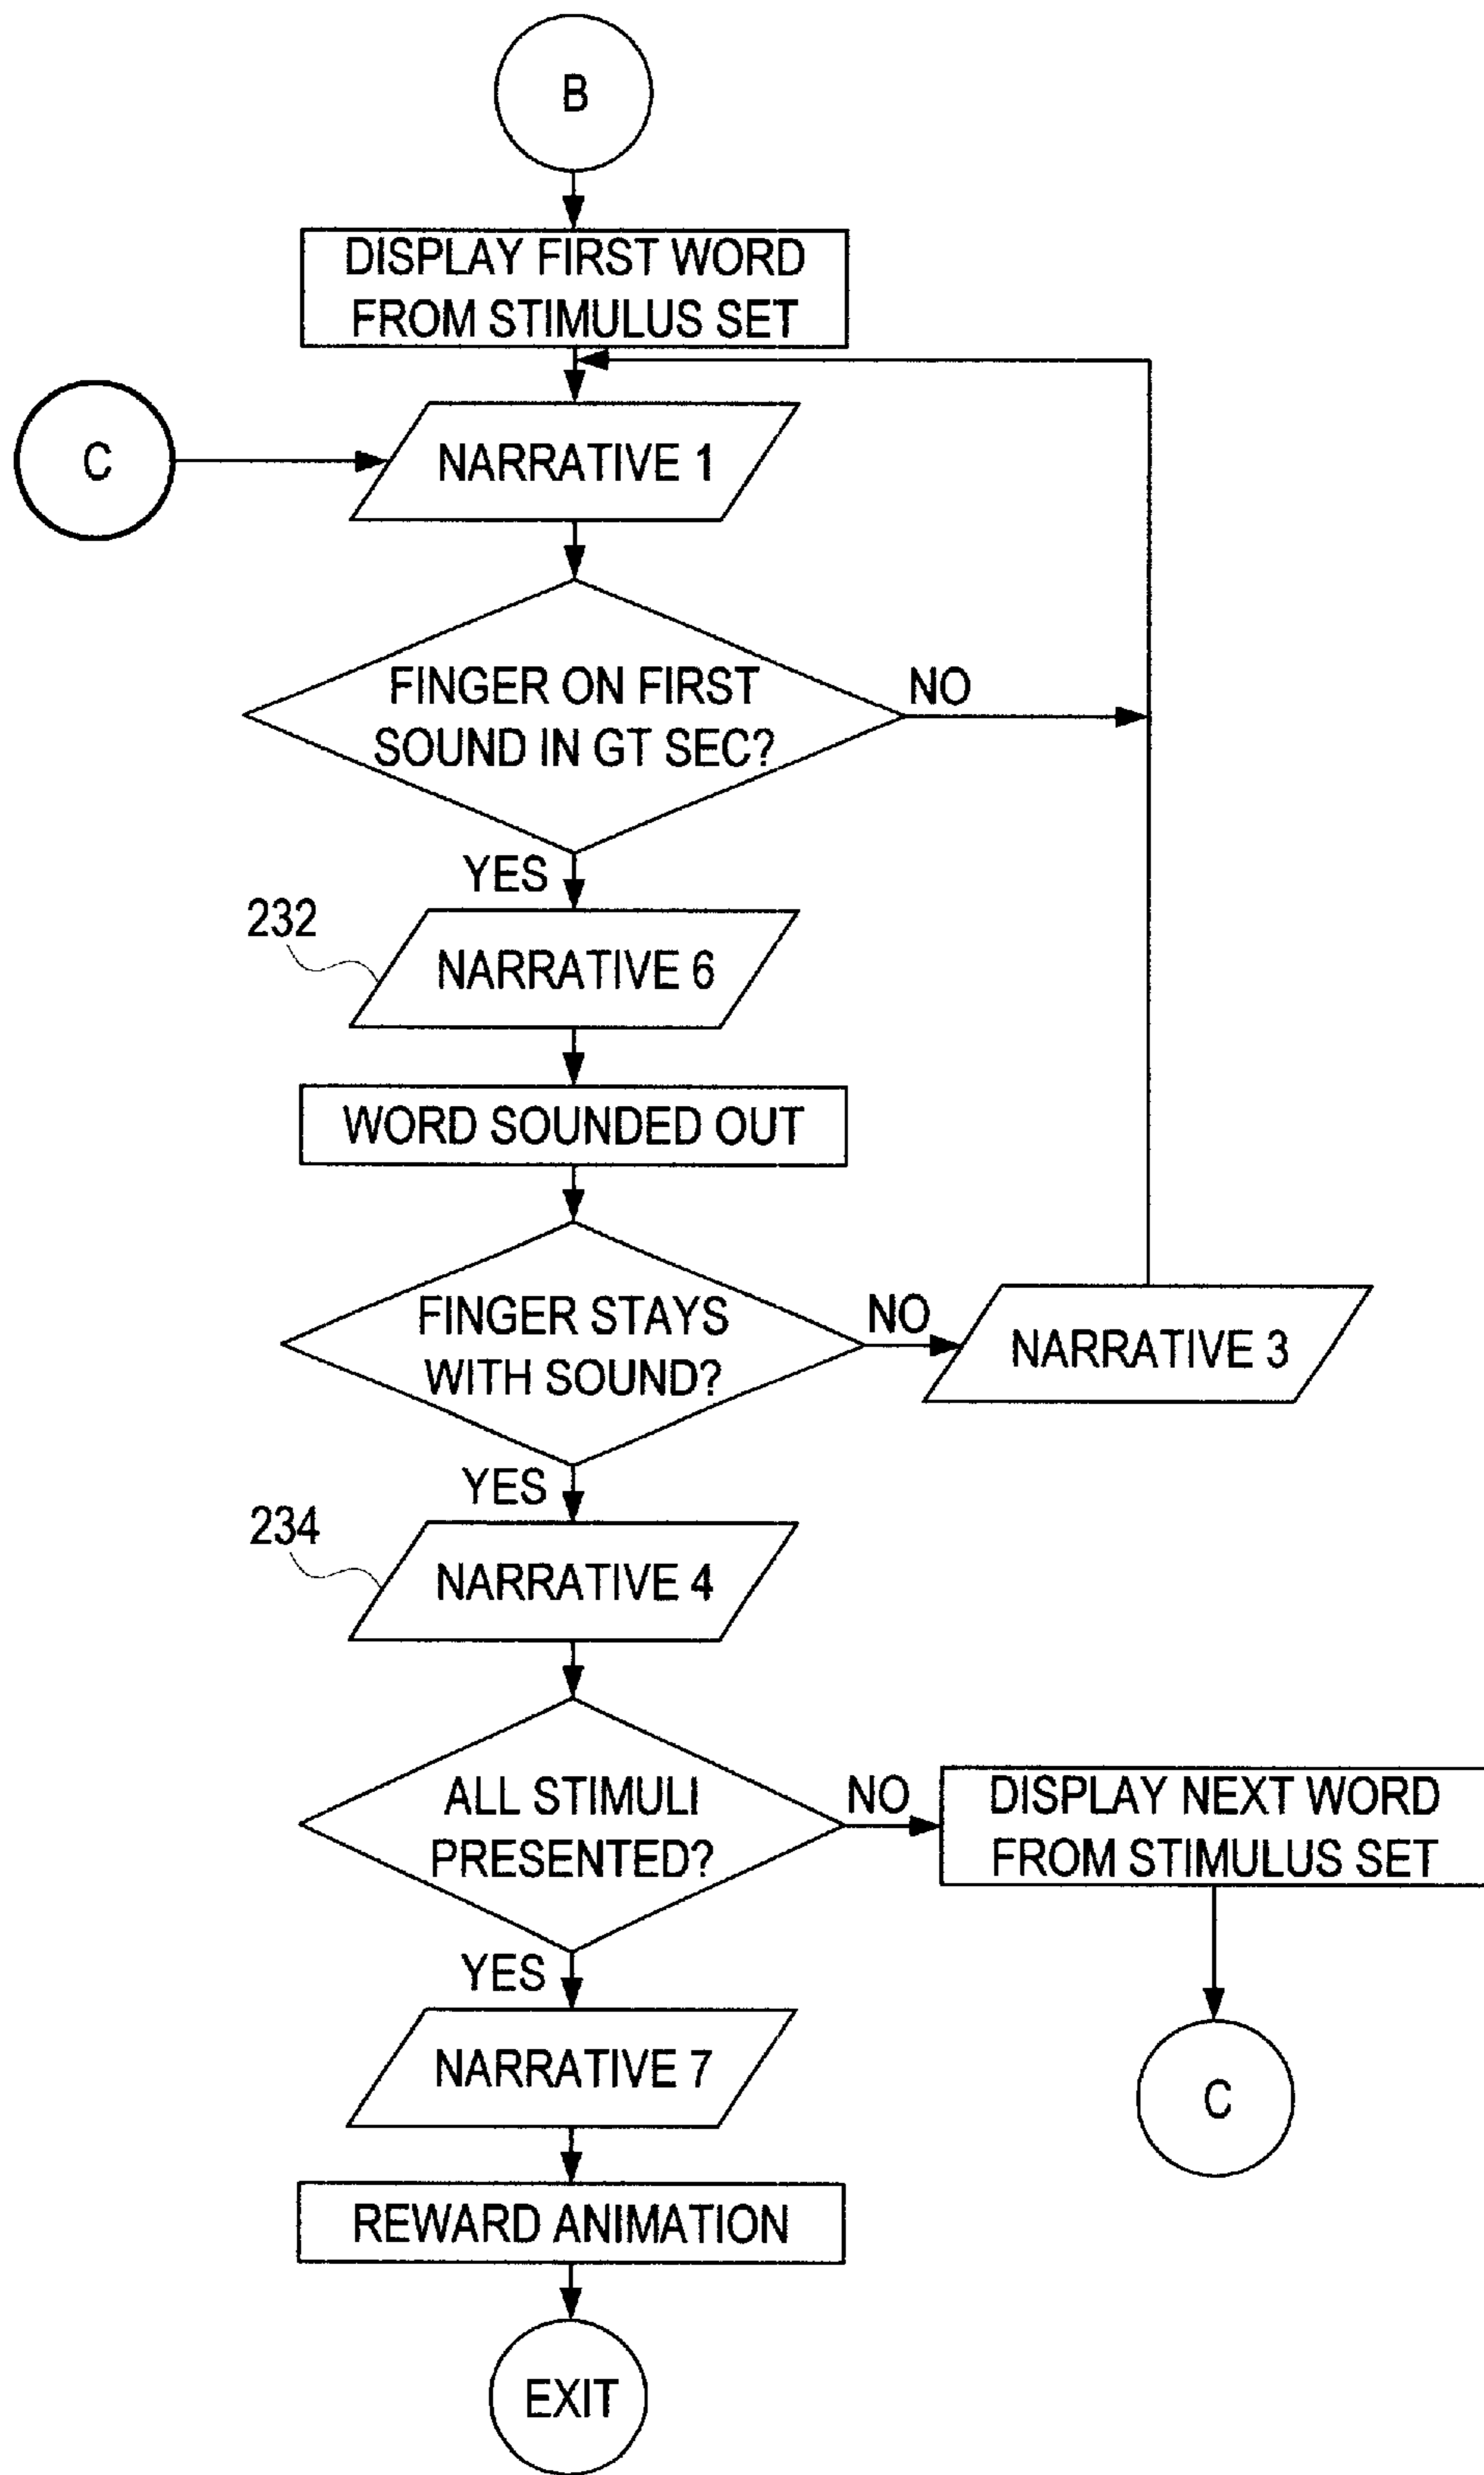 B
DISPLAY FIRST WORD
FROM STIMULUS SET
C
NARRATIVE 1
FINGER ON FIRST
SOUND IN GT SEC?
NO
YES
232
NARRATIVE 6
WORD SOUNDED OUT
FINGER STAYS
WITH SOUND?
NO
NARRATIVE 3
YES
234
NARRATIVE 4
ALL STIMULI
PRESENTED?
NO
DISPLAY NEXT WORD
FROM STIMULUS SET
YES
NARRATIVE 7
C
REWARD ANIMATION
EXIT